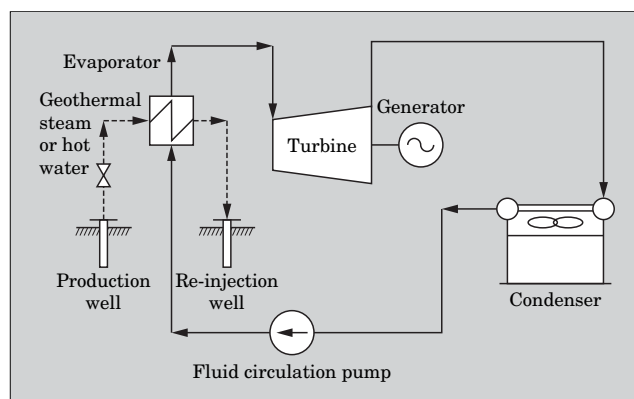 Evaporator
Geothermal
steam
or hot
water
Generator
Turbine
Production
well
Re-injection
well
Condenser
Fluid circulation pump